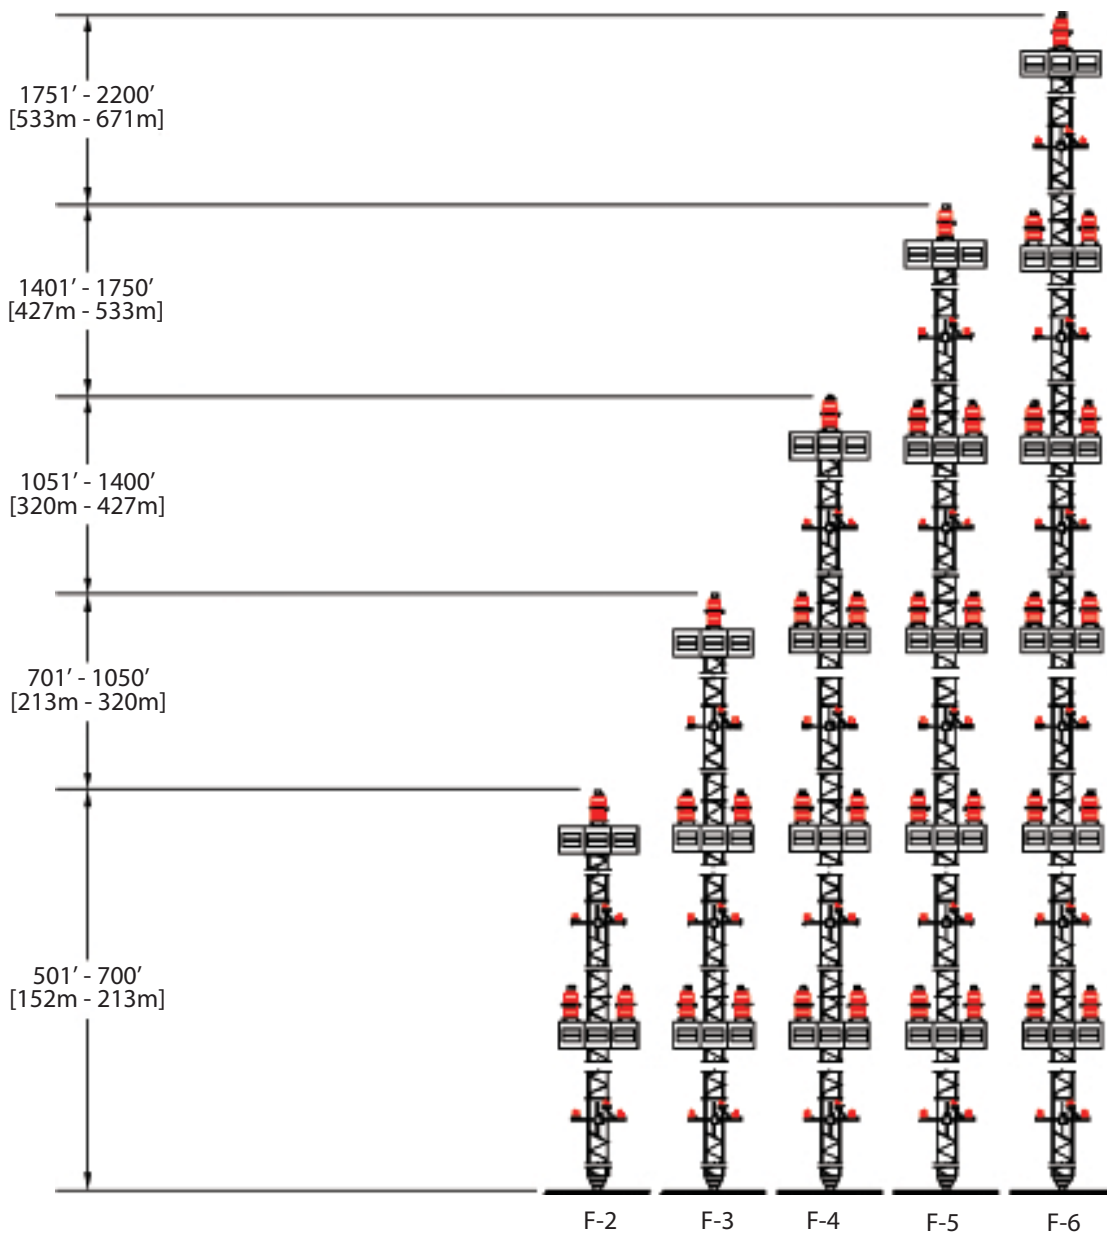 1751′ - 2200′
[533m - 671m]
1401′ - 1750′
[427m - 533m]
1051′ - 1400′
[320m - 427m]
701′ - 1050′
[213m - 320m]
501′ - 700′
[152m - 213m]
F-2
F-3
F-4
F-5
F-6